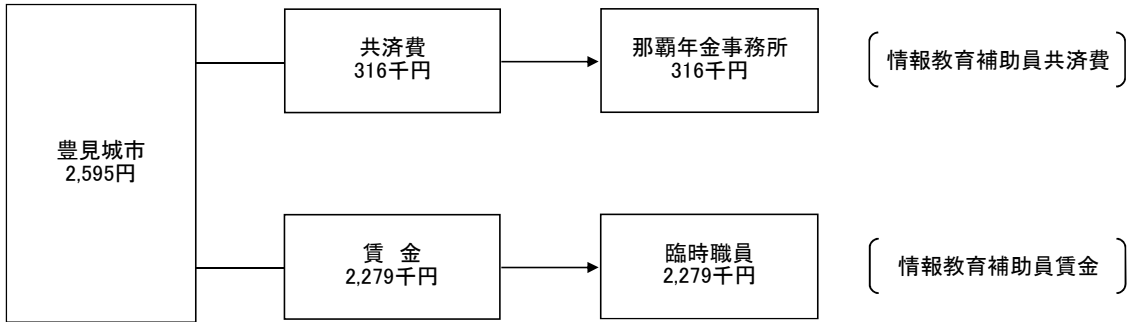 豊見城市
2,595円
共済費
316千円
那覇年金事務所
316千円
情報教育補助員共済費
賃　金
2,279千円
臨時職員
2,279千円
情報教育補助員賃金